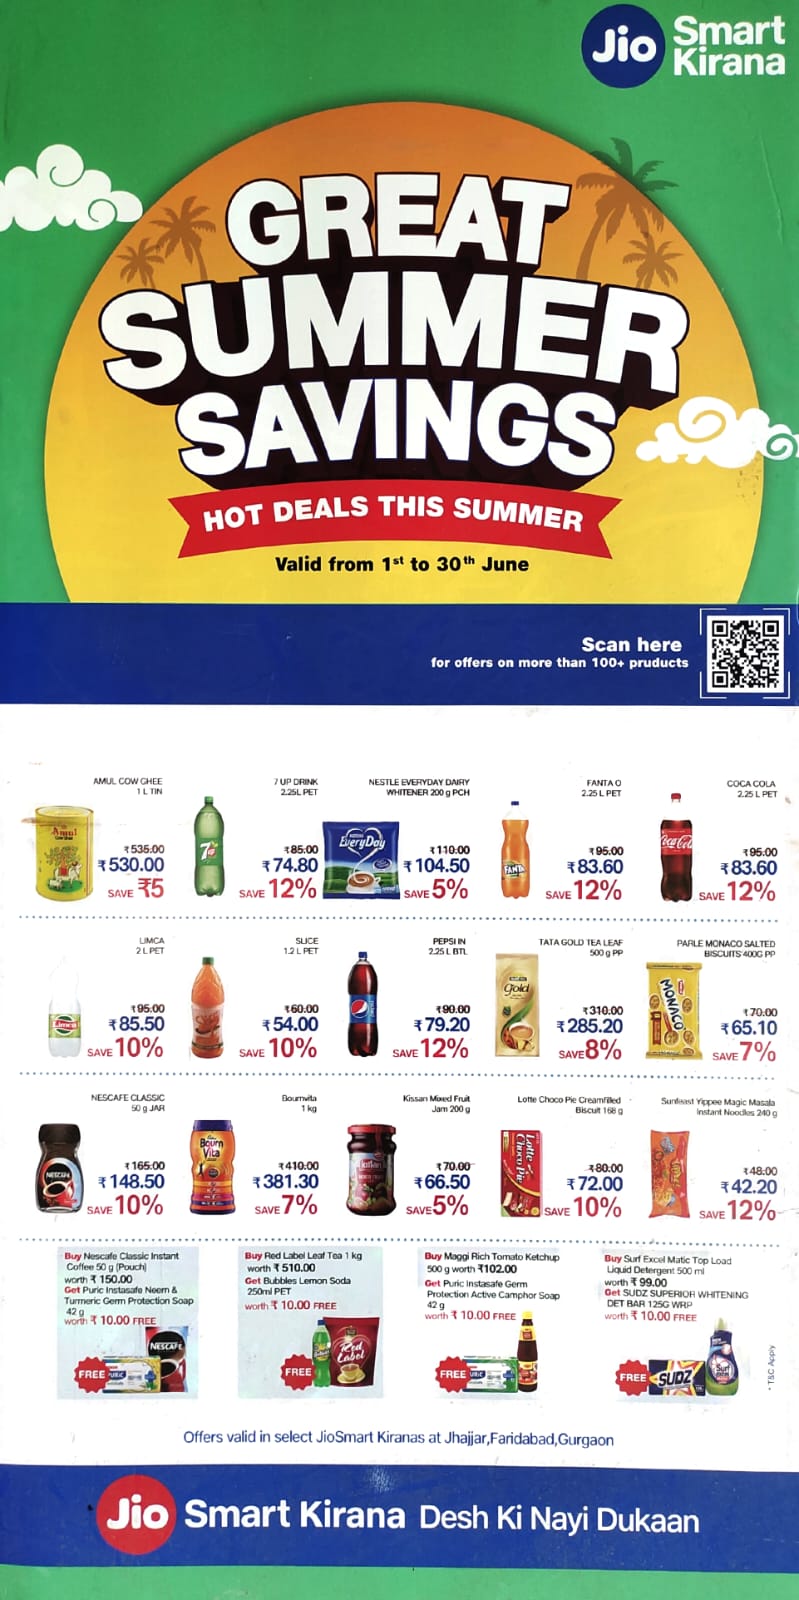 Jio Smart
Kirana
GREAT
SUMMER
SAVINGS
HOT DEALS THIS SUMMER
Valid from 1st to 30th June
Scan here
for offers on more than 100+ pruducts
AMUL COW GHEE
1 L TIN
₹535.00
₹530.00
SAVE ₹5
7 UP DRINK
2.25L PET
₹85.00
₹74.80
SAVE 12%
NESTLE EVERYDAY DAIRY
WHITENER 200 g PCH
₹110.00
₹104.50
SAVE 5%
FANTA O
2.25 L PET
₹95.00
₹83.60
SAVE 12%
COCA COLA
2.25 L PET
₹95.00
₹83.60
SAVE 12%
LIMCA
2 L PET
₹95.00
₹85.50
SAVE 10%
SLICE
1.2 L PET
₹60.00
₹54.00
SAVE 10%
PEPSI IN
2.25 L BTL
₹90.00
₹79.20
SAVE 12%
TATA GOLD TEA LEAF
500 g PP
₹310.00
₹285.20
SAVE 8%
PARLE MONACO SALTED
BISCUITS 400G PP
₹70.00
₹65.10
SAVE 7%
NESCAFE CLASSIC
50 g JAR
₹165.00
₹148.50
SAVE 10%
Bournvita
1 kg
₹410.00
₹381.30
SAVE 7%
Kissan Mixed Fruit
Jam 200 g
₹70.00
₹66.50
SAVE 5%
Lotte Choco Pie Creamfilled
Biscuit 168 g
₹80.00
₹72.00
SAVE 10%
Sunfeast Yippee Magic Masala
Instant Noodles 240 g
₹48.00
₹42.20
SAVE 12%
Buy Nescafe Classic Instant
Coffee 50 g (Pouch)
worth ₹ 150.00
Get Puric Instasafe Neem &
Turmeric Germ Protection Soap
42 g
worth ₹ 10.00 FREE
FREE
NESCAFE
Buy Red Label Leaf Tea 1 kg
worth ₹ 510.00
Get Bubbles Lemon Soda
250ml PET
worth ₹ 10.00 FREE
FREE
Red
Label
Buy Maggi Rich Tomato Ketchup
500 g worth ₹102.00
Get Puric Instasafe Germ
Protection Active Camphor Soap
42 g
worth ₹ 10.00 FREE
FREE
Buy Surf Excel Matic Top Load
Liquid Detergent 500 ml
worth ₹ 99.00
Get SUDZ SUPERIOR WHITENING
DET BAR 125G WRP
worth ₹ 10.00 FREE
FREE
SUDZ
Surf
* T&C Apply
Offers valid in select JioSmart Kiranas at Jhajjar,Faridabad,Gurgaon
Jio Smart Kirana Desh Ki Nayi Dukaan